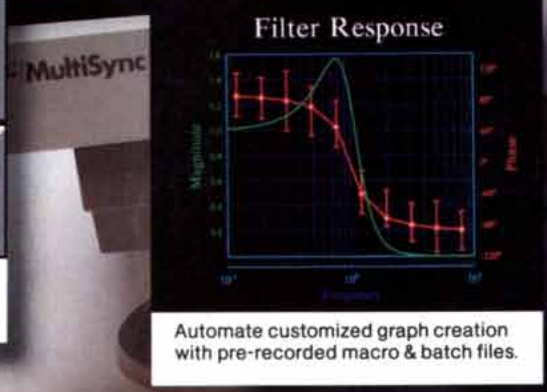 MultiSync
Filter Response
Magnitude
Phase
Frequency
Automate customized graph creation
with pre-recorded macro & batch files.